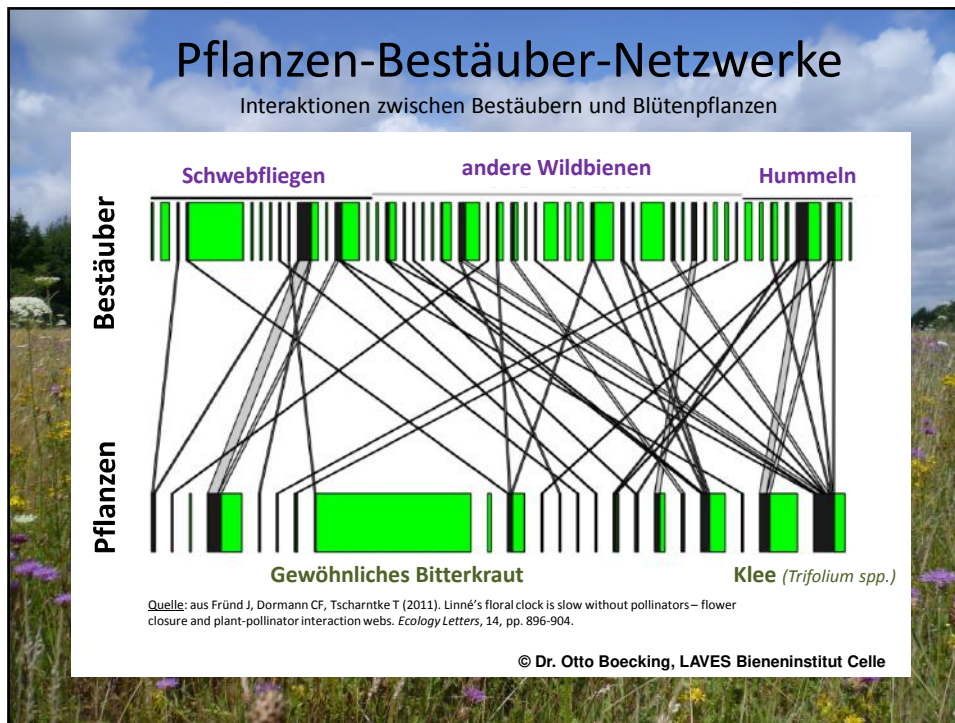 Pflanzen-Bestäuber-Netzwerke
Interaktionen zwischen Bestäubern und Blütenpflanzen
Schwebfliegen
andere Wildbienen
Hummeln
Bestäuber
Pflanzen
Gewöhnliches Bitterkraut
Klee (Trifolium spp.)
Quelle: aus Fründ J, Dormann CF, Tscharntke T (2011). Linné’s floral clock is slow without pollinators – flower
closure and plant-pollinator interaction webs. Ecology Letters, 14, pp. 896-904.
© Dr. Otto Boecking, LAVES Bieneninstitut Celle